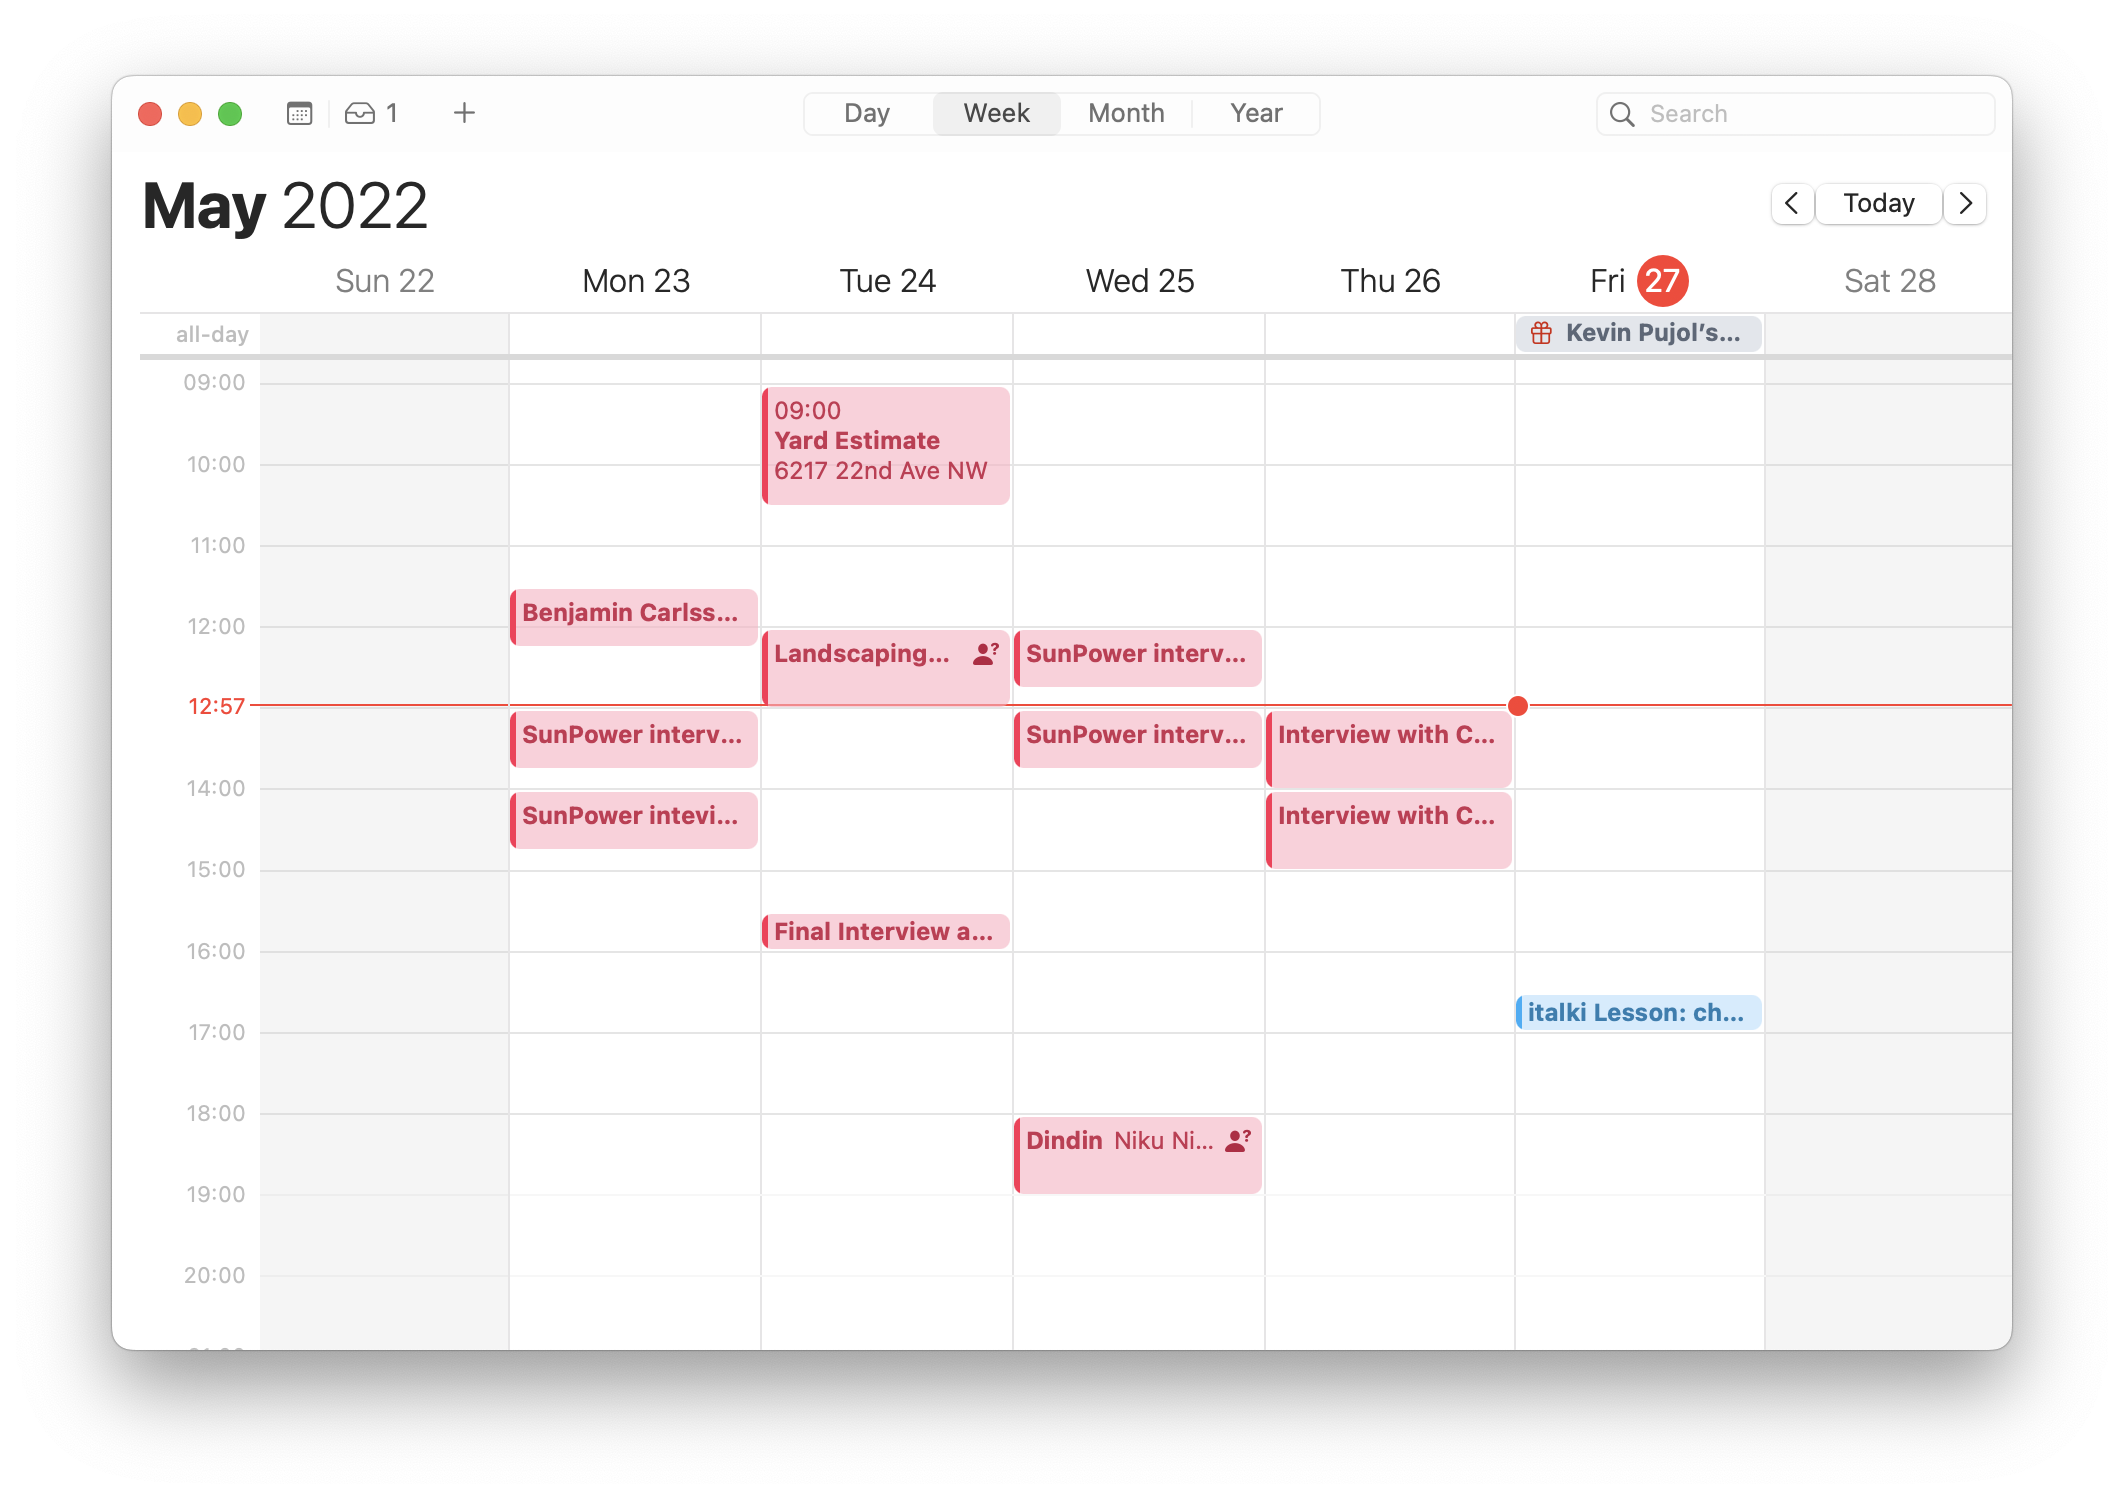 1
Day
Week
Month
Year
Search
May 2022
Today
Sun 22
Mon 23
Tue 24
Wed 25
Thu 26
Fri 27
Sat 28
all-day
Kevin Pujol’s...
09:00
09:00
Yard Estimate
6217 22nd Ave NW
10:00
11:00
Benjamin Carlss...
12:00
Landscaping...
?
SunPower interv...
12:57
SunPower interv...
SunPower interv...
Interview with C...
14:00
SunPower intevi...
Interview with C...
15:00
Final Interview a...
16:00
italki Lesson: ch...
17:00
18:00
Dindin Niku Ni...
?
19:00
20:00